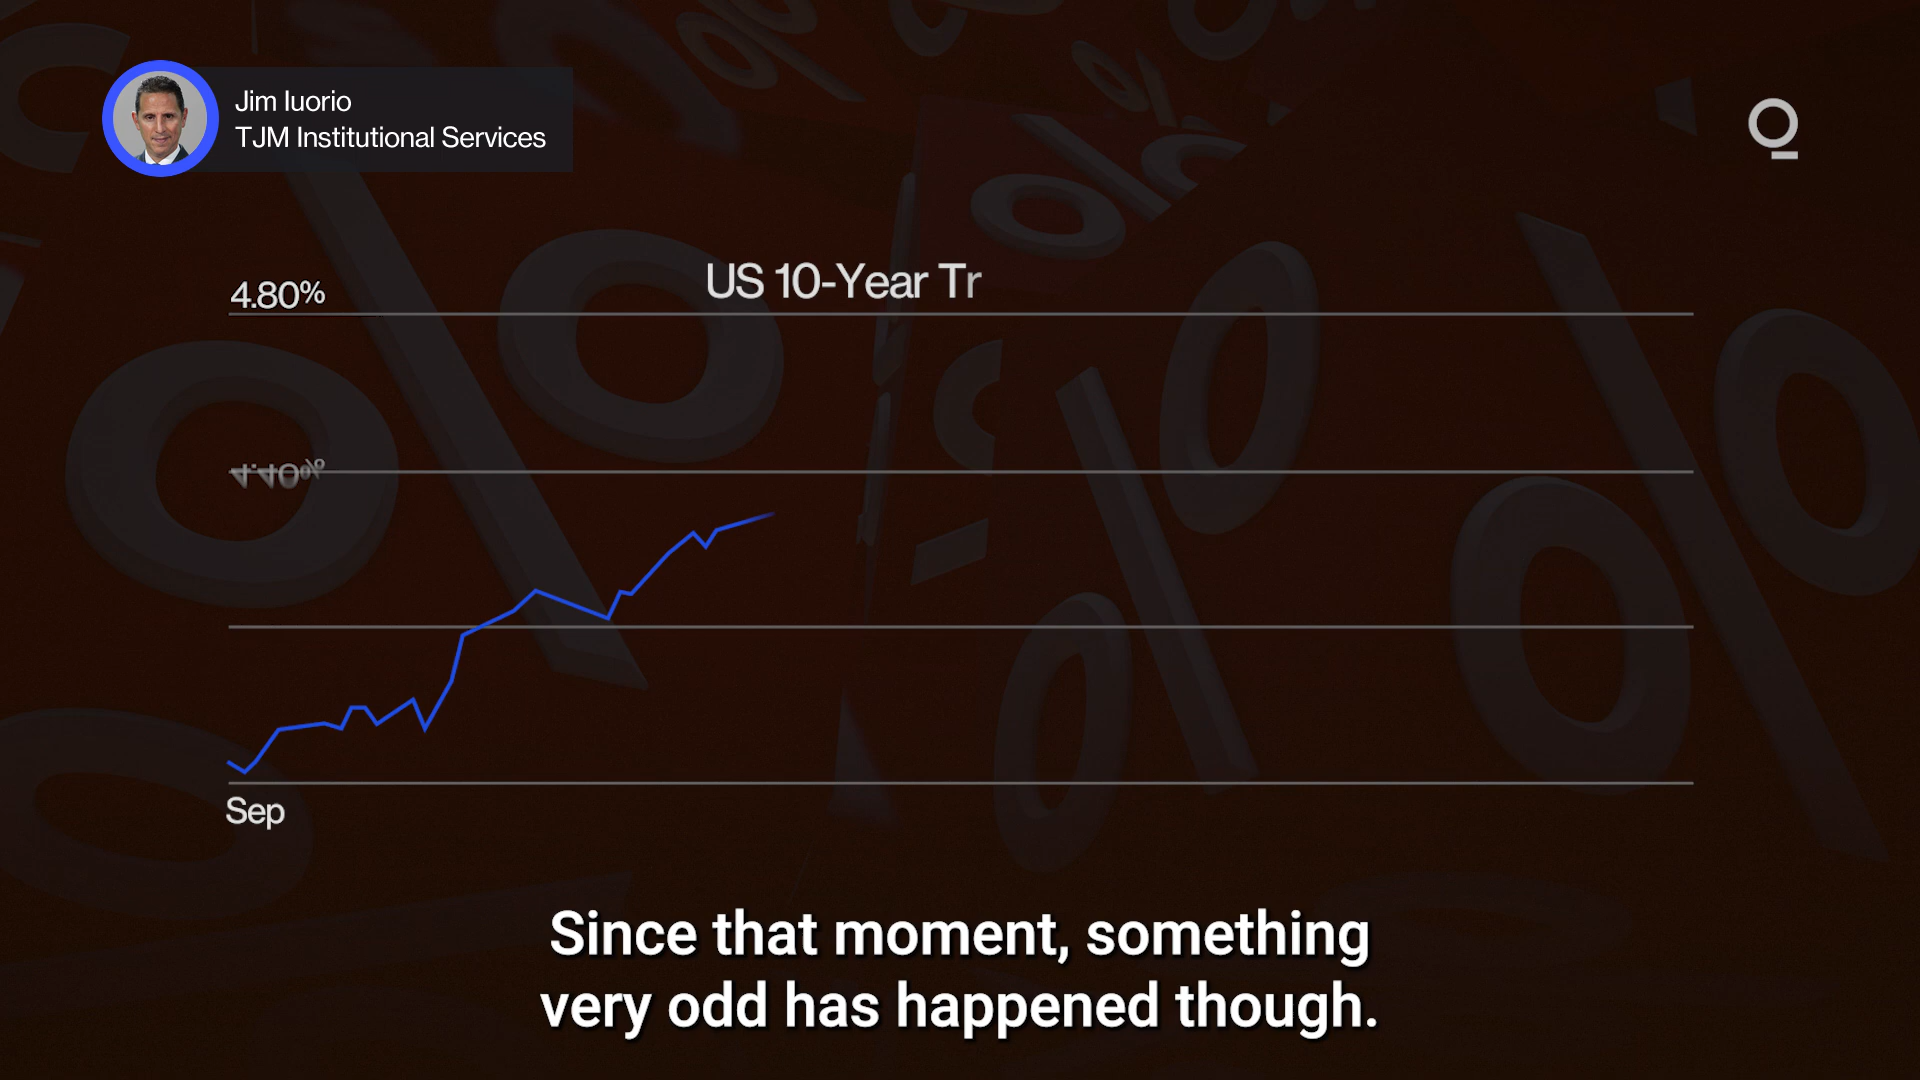 Jim Iuorio
TJM Institutional Services
US 10-Year Tr
4.80%
Sep
Since that moment, something
very odd has happened though.